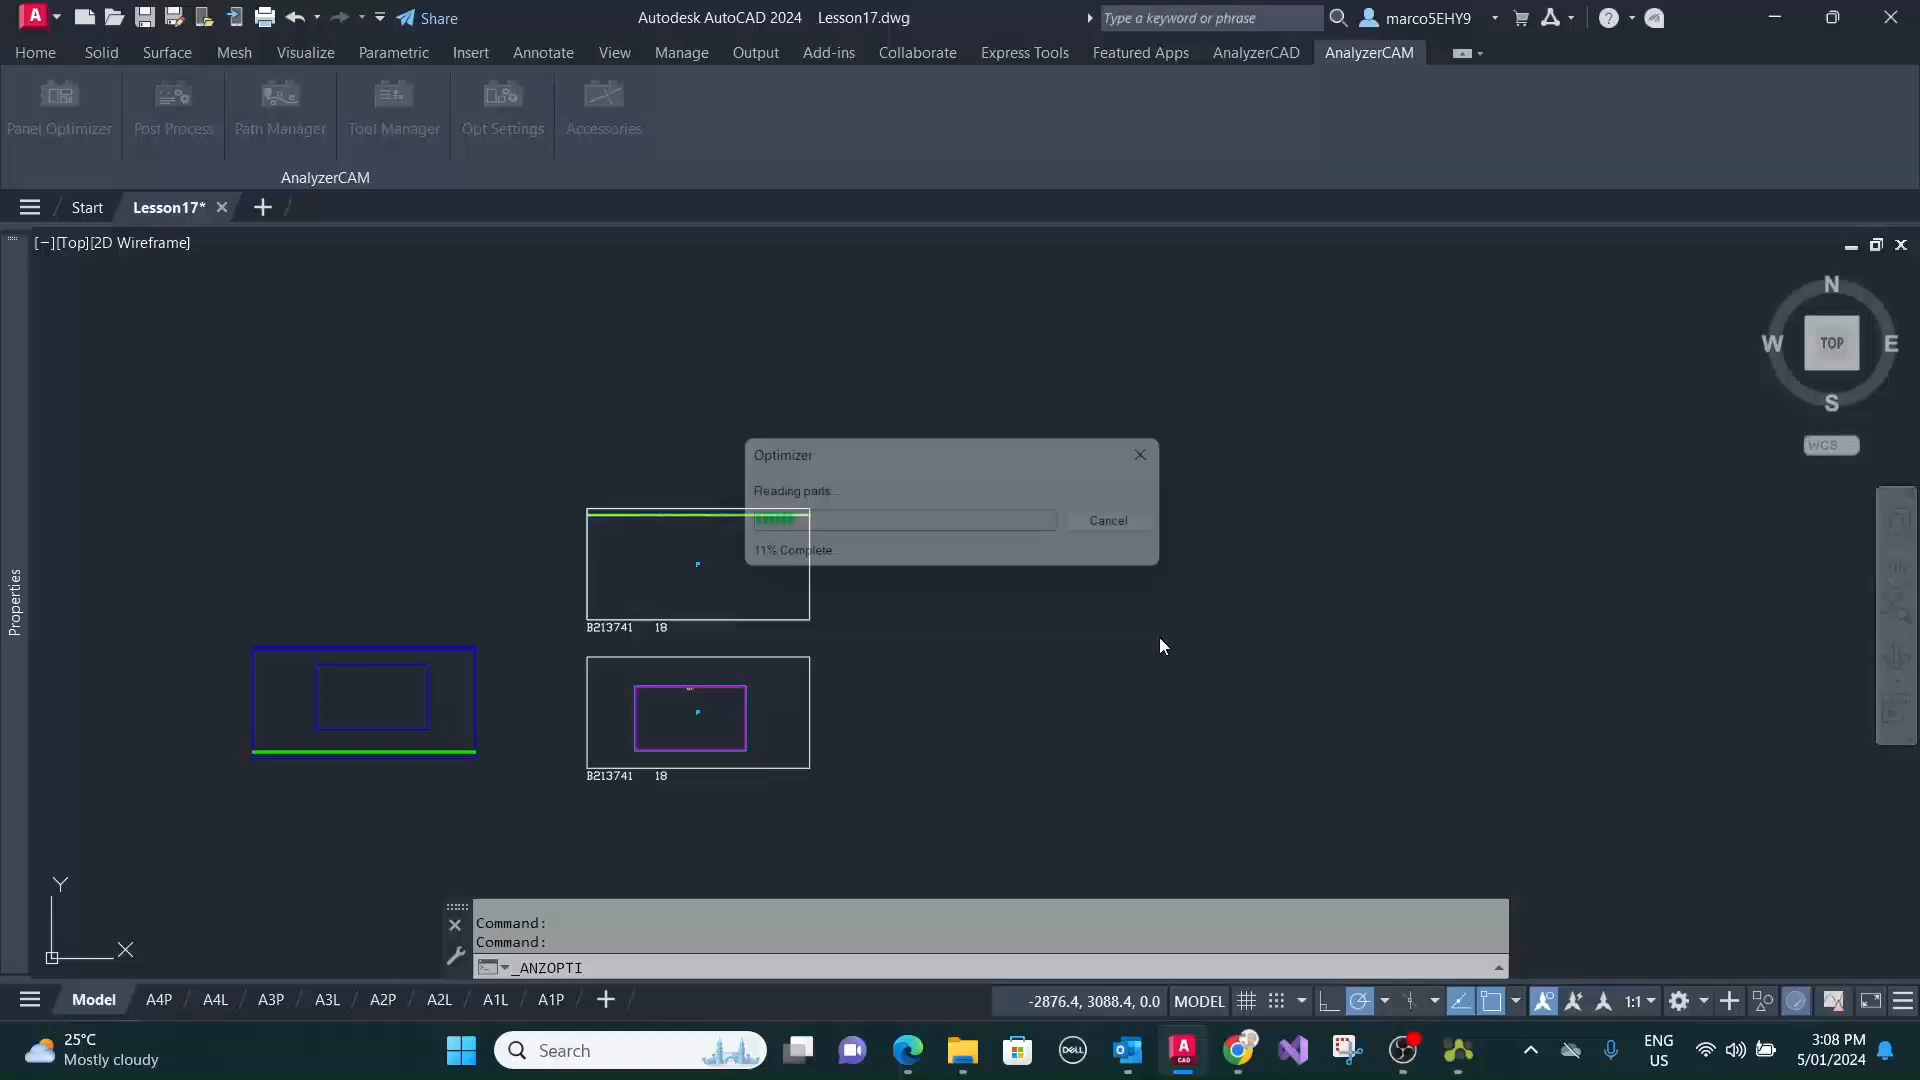 A Share Autodesk AutoCAD 2024 Lesson17.dwg Type a keyword or phrase marco5EHY9
Home Solid Surface Mesh Visualize Parametric Insert Annotate View Manage Output Add-ins Collaborate Express Tools Featured Apps AnalyzerCAD AnalyzerCAM
Panel Optimizer Post Process Path Manager Tool Manager Opt Settings Accessories
AnalyzerCAM
Start Lesson17*
[−][Top][2D Wireframe]
N
W TOP E
S
WCS
Optimizer
Reading parts...
Cancel
11% Complete...
B213741 18
B213741 18
Properties
Y
X
Command:
Command:
_ANZOPTI
Model A4P A4L A3P A3L A2P A2L A1L A1P
-2876.4, 3088.4, 0.0 MODEL 1:1
25°C
Mostly cloudy
Search
DELL
A
CAD
ENG
US
3:08 PM
5/01/2024